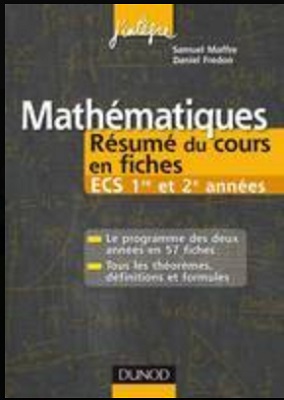 J'intègre
Samuel Maffre
Daniel Fredon
Mathématiques
Résumé du cours
en fiches
ECS 1re et 2e années
Le programme des deux
années en 57 fiches
Tous les théorèmes,
définitions et formules
DUNOD